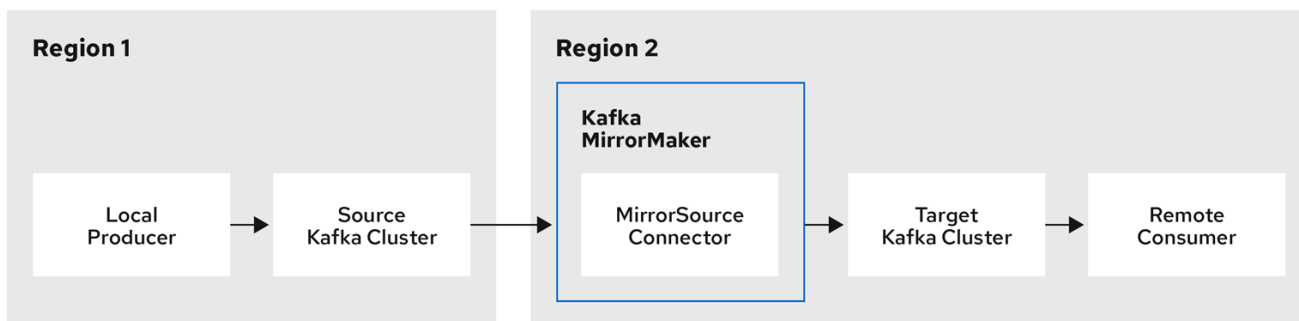 Region 1
Local
Producer
Source
Kafka Cluster
Region 2
Kafka
MirrorMaker
MirrorSource
Connector
Target
Kafka Cluster
Remote
Consumer